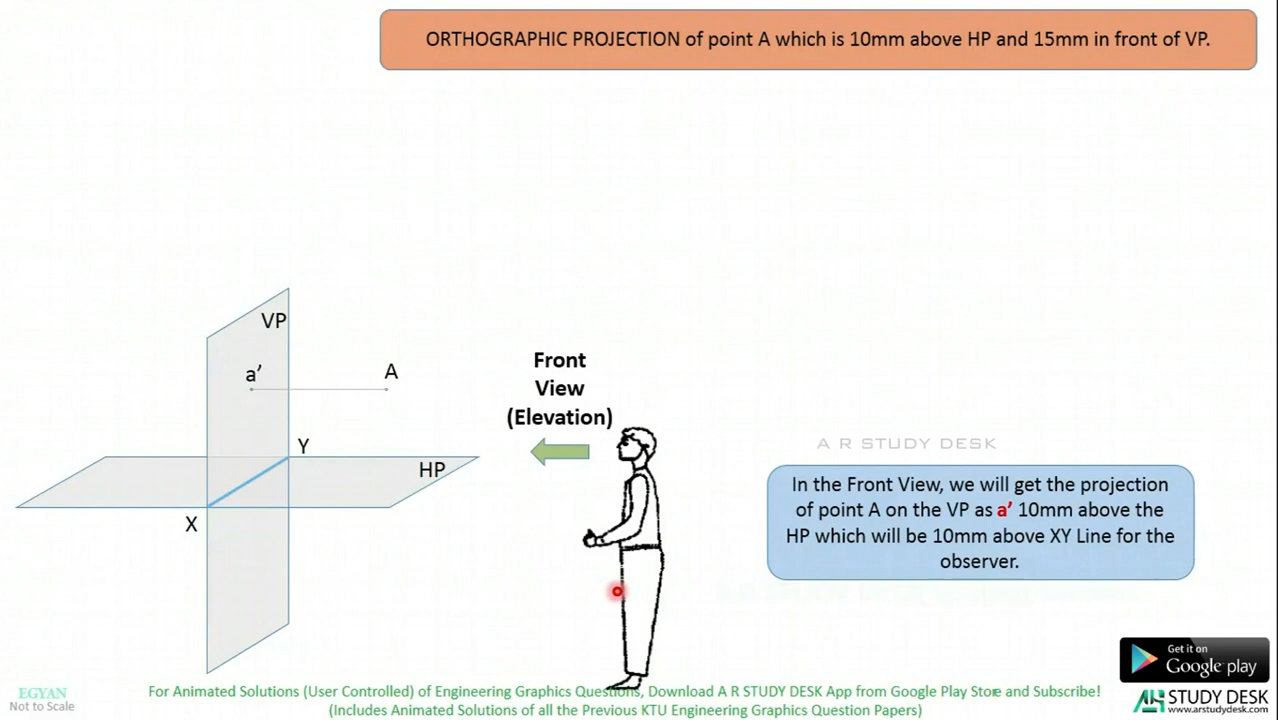 ORTHOGRAPHIC PROJECTION of point A which is 10mm above HP and 15mm in front of VP.
VP
a’
A
Front
View
(Elevation)
Y
HP
X
A R STUDY DESK
In the Front View, we will get the projection
of point A on the VP as a’ 10mm above the
HP which will be 10mm above XY Line for the
observer.
Get it on
Google play
EGYAN
Not to Scale
For Animated Solutions (User Controlled) of Engineering Graphics Questions, Download A R STUDY DESK App from Google Play Store and Subscribe!
(Includes Animated Solutions of all the Previous KTU Engineering Graphics Question Papers)
STUDY DESK
www.arstudydesk.com